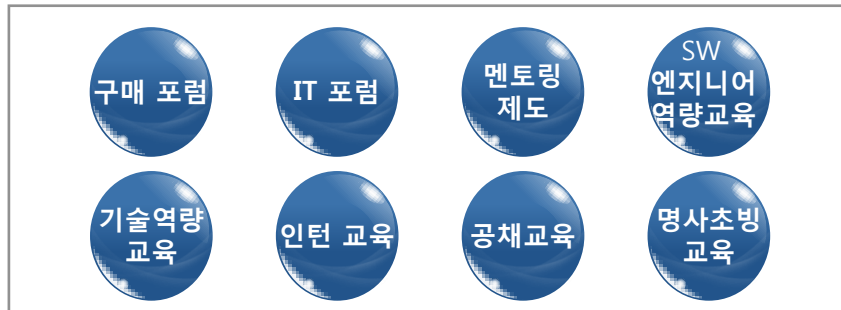 구매 포럼
IT 포럼
멘토링
제도
SW
엔지니어
역량교육
기술역량
교육
인턴 교육
공채교육
명사초빙
교육